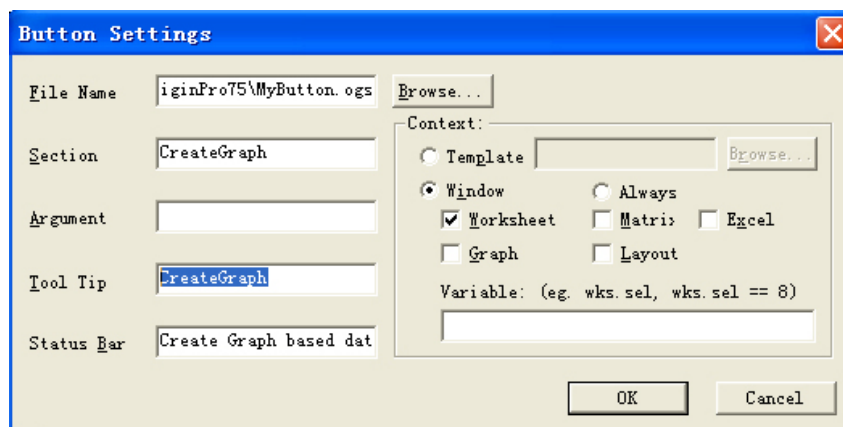 Button Settings
File Name
iginPro75\MyButton.ogs
Browse...
Section
CreateGraph
Argument
Tool Tip
CreateGraph
Status Bar
Create Graph based dat
Context:
Template
Browse...
Window
Always
Worksheet
Matri
Excel
Graph
Layout
Variable: (eg. wks.sel, wks.sel == 8)
OK
Cancel